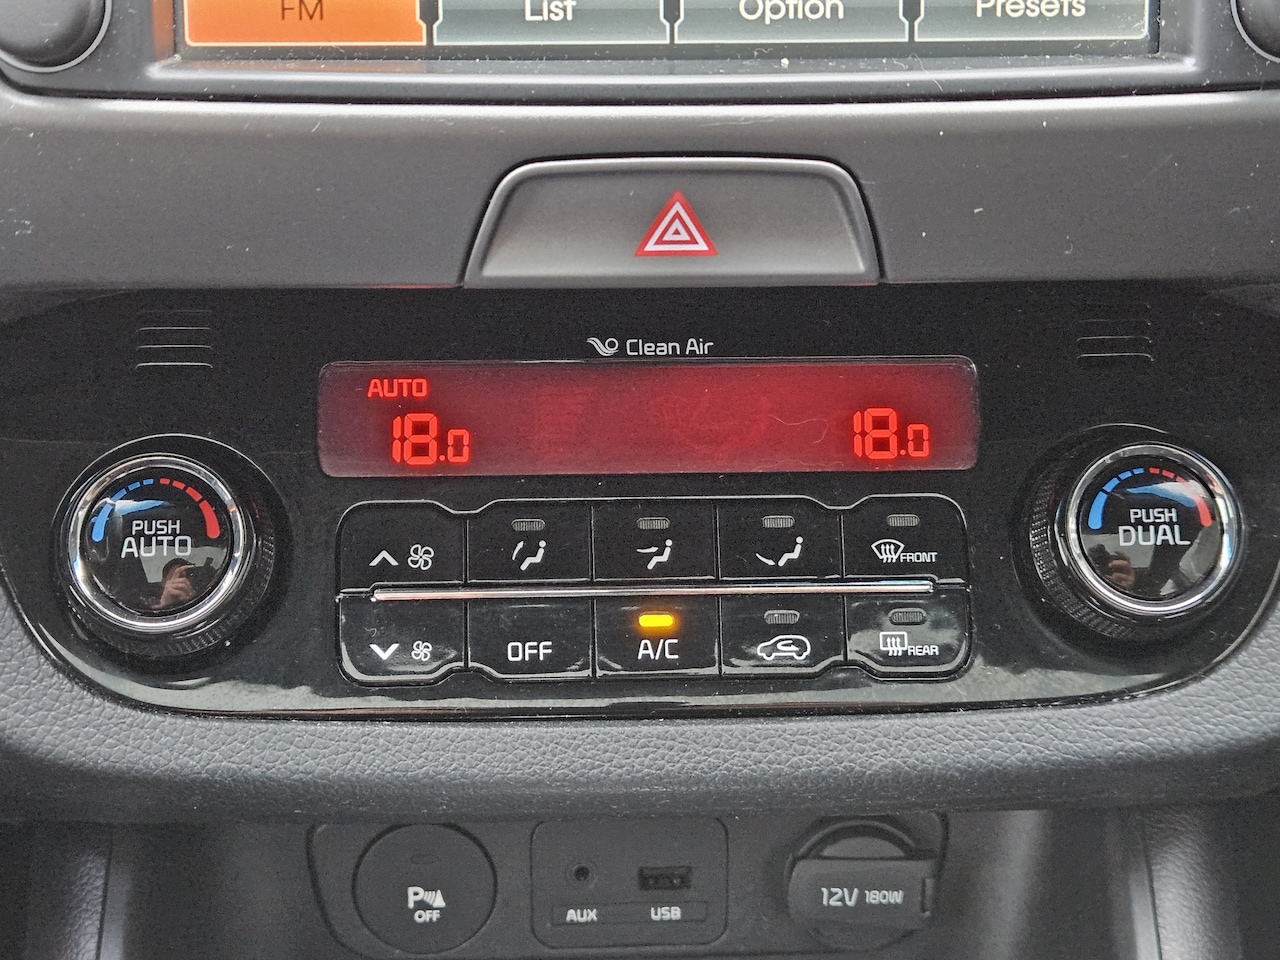 FM List Option Presets
Clean Air
AUTO
18.0 18.0
PUSH
AUTO
PUSH
DUAL
FRONT
OFF A/C REAR
P
OFF
AUX USB
12V 180W